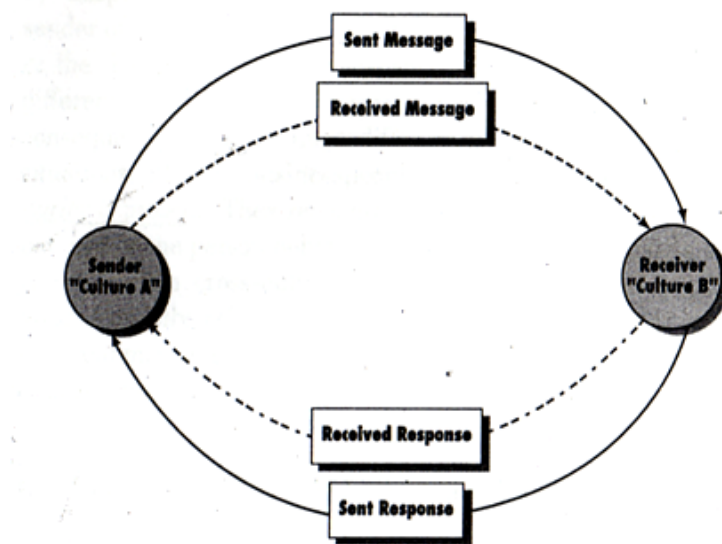 Sent Message
Received Message
Sender
"Culture A"
Receiver
"Culture B"
Received Response
Sent Response